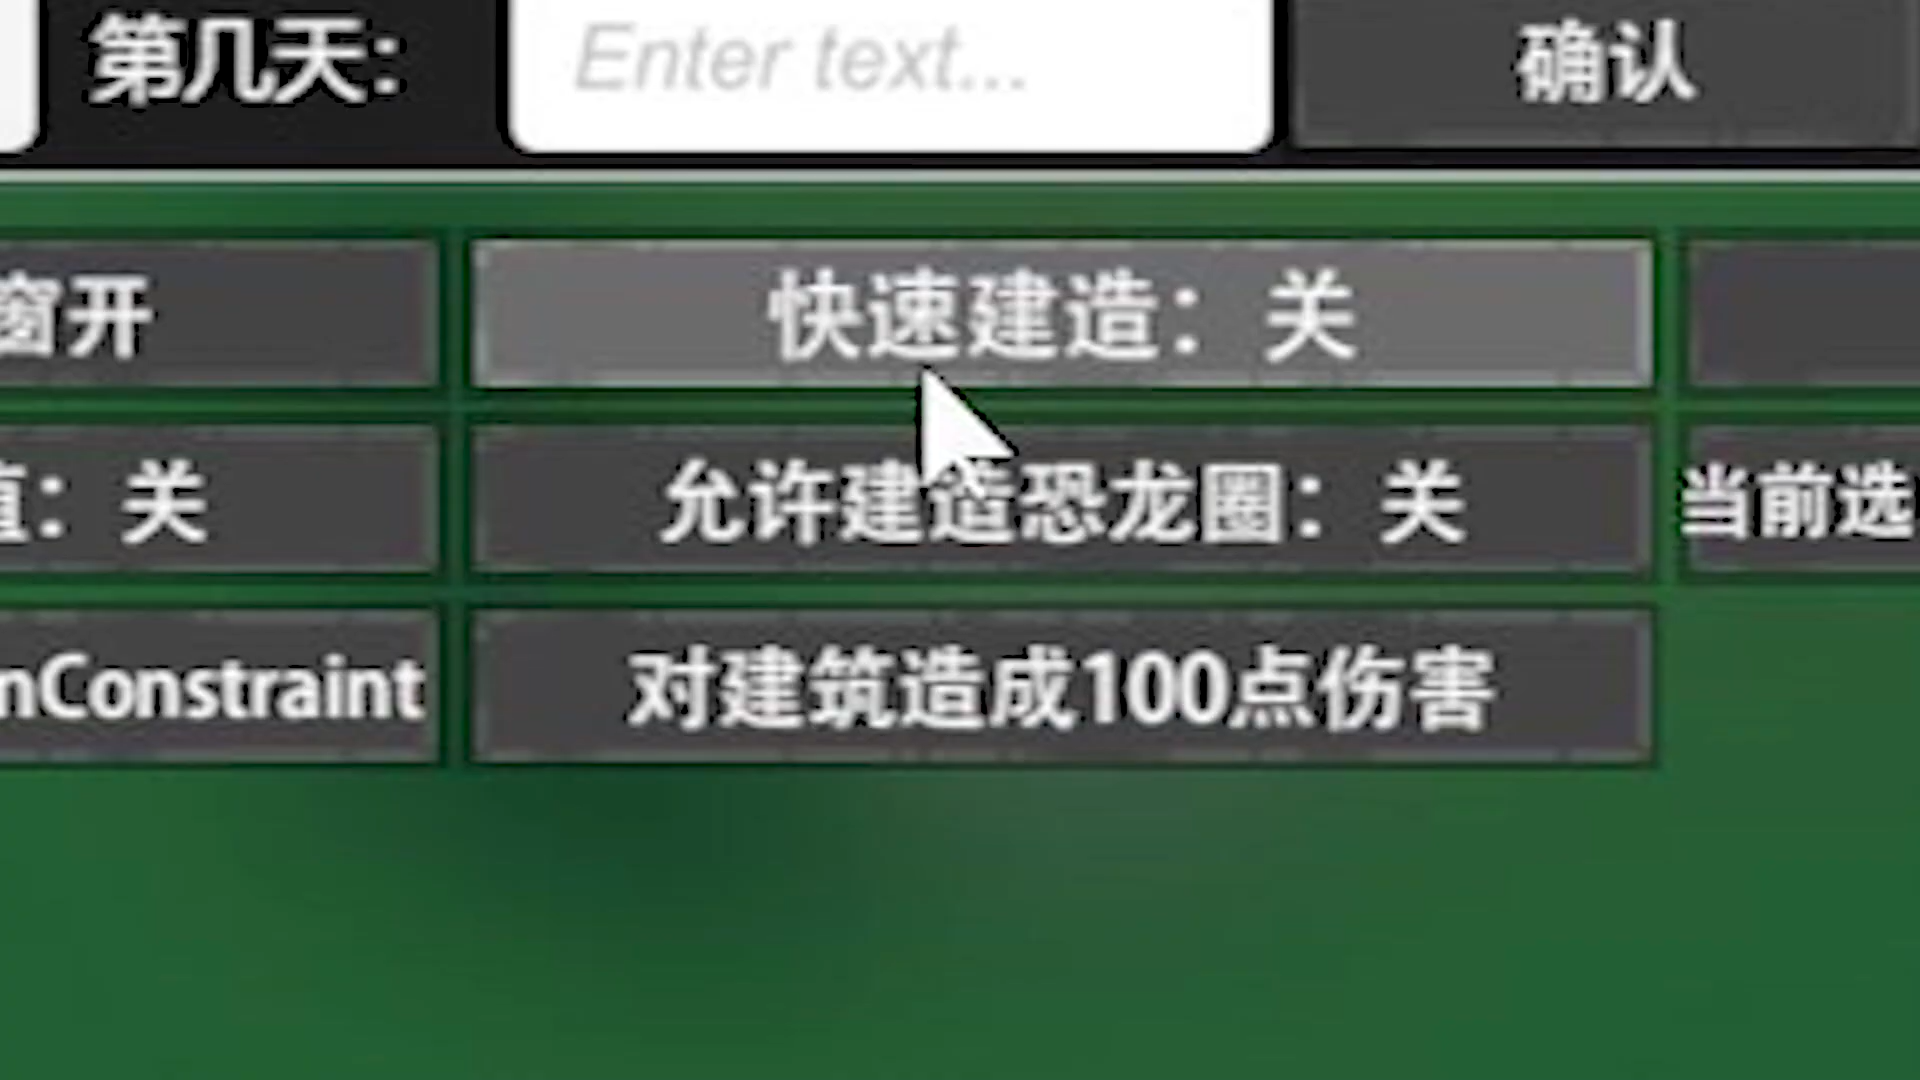 第几天: Enter text... 确认
窗开 快速建造：关
值：关 允许建造恐龙圈：关 当前选
nConstraint 对建筑造成100点伤害